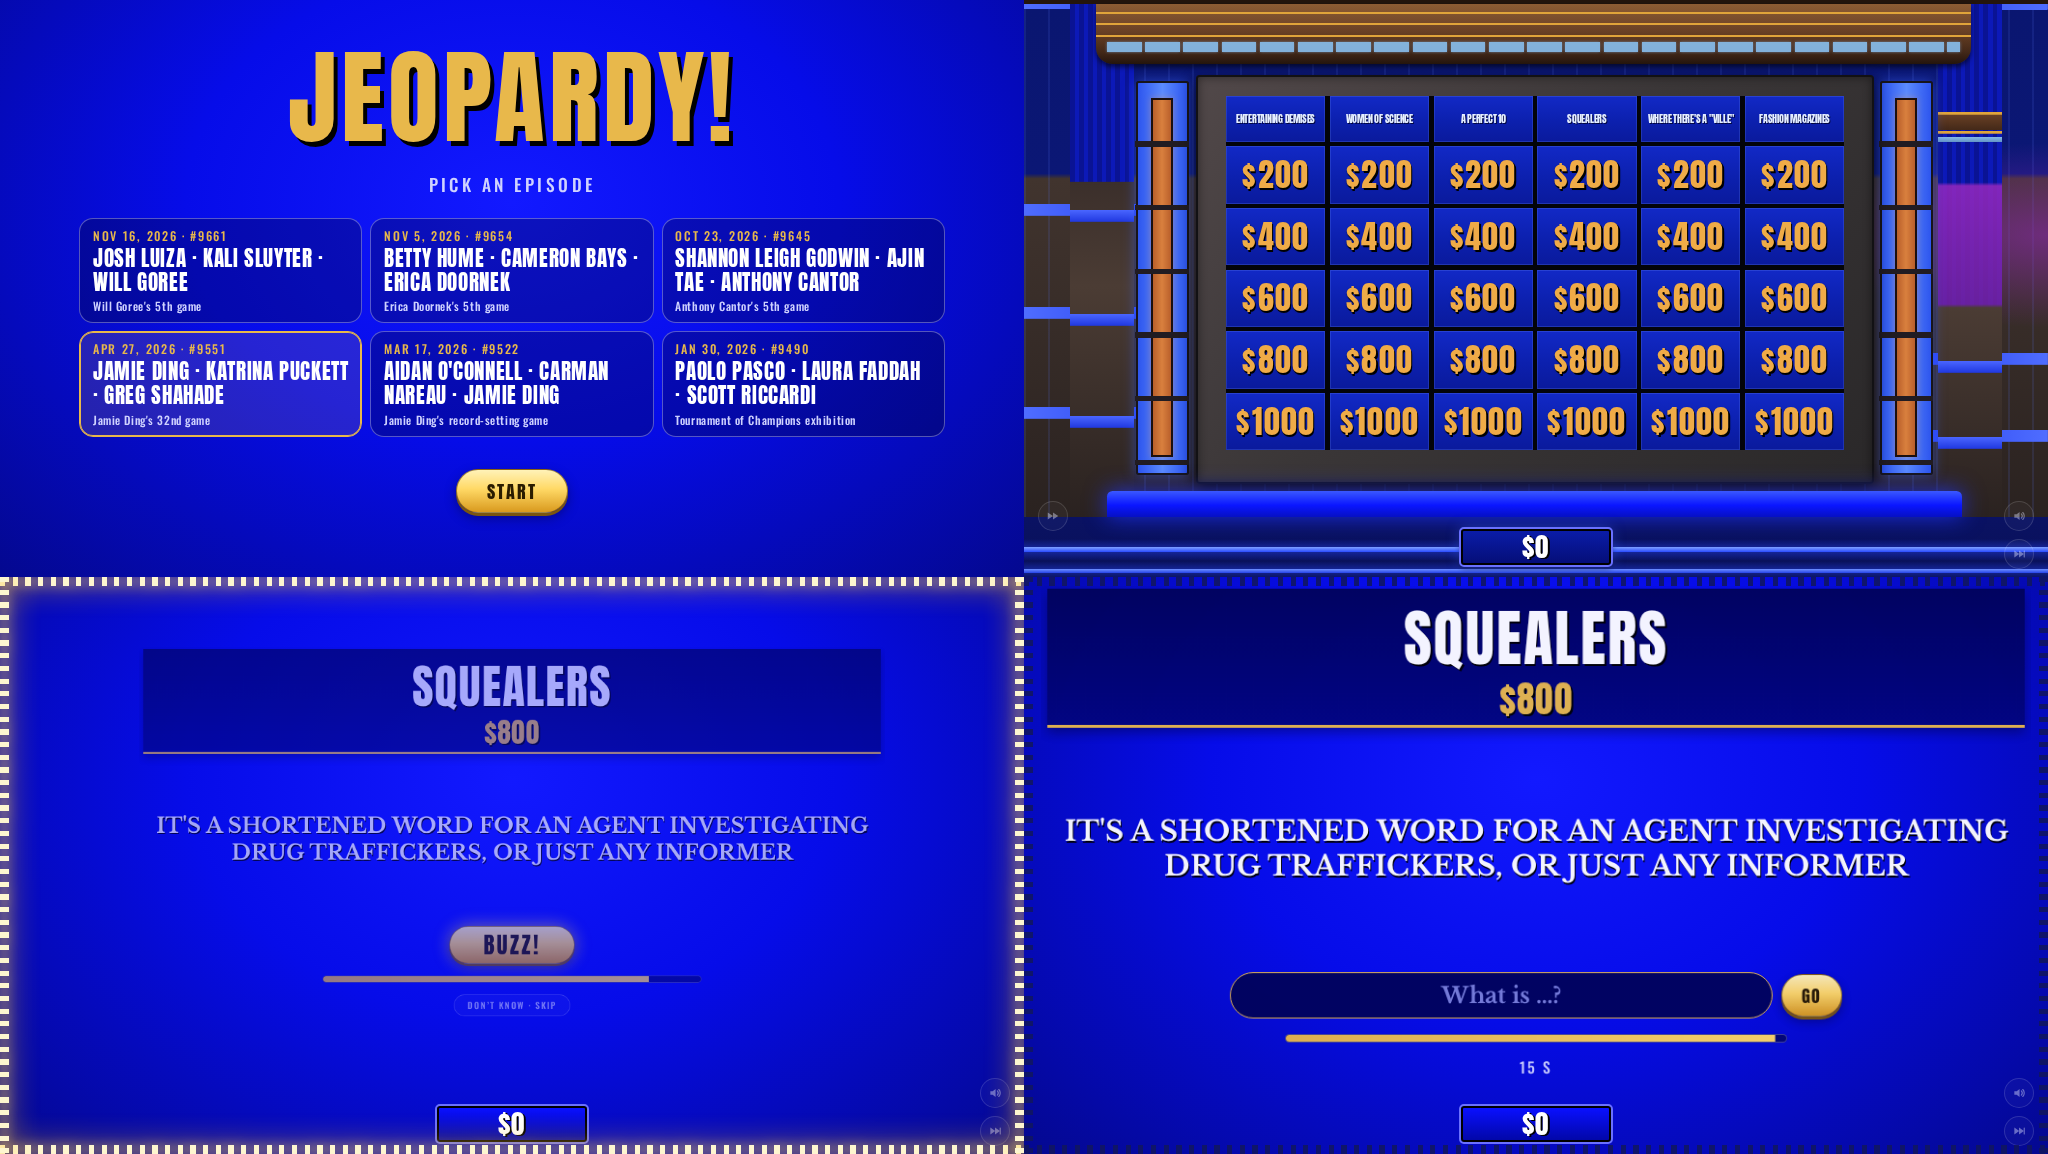 JEOPARDY!
PICK AN EPISODE
NOV 16, 2026 · #9661
JOSH LUIZA · KALI SLUYTER ·
WILL GOREE
Will Goree's 5th game
NOV 5, 2026 · #9654
BETTY HUME · CAMERON BAYS ·
ERICA DOORNEK
Erica Doornek's 5th game
OCT 23, 2026 · #9645
SHANNON LEIGH GODWIN · AJIN
TAE · ANTHONY CANTOR
Anthony Cantor's 5th game
APR 27, 2026 · #9551
JAMIE DING · KATRINA PUCKETT
· GREG SHAHADE
Jamie Ding's 32nd game
MAR 17, 2026 · #9522
AIDAN O'CONNELL · CARMAN
NAREAU · JAMIE DING
Jamie Ding's record-setting game
JAN 30, 2026 · #9490
PAOLO PASCO · LAURA FADDAH
· SCOTT RICCARDI
Tournament of Champions exhibition
START
ENTERTAINING DEMISES WOMEN OF SCIENCE A PERFECT 10 SQUEALERS WHERE THERE'S A "VILLE" FASHION MAGAZINES
$200 $200 $200 $200 $200 $200
$400 $400 $400 $400 $400 $400
$600 $600 $600 $600 $600 $600
$800 $800 $800 $800 $800 $800
$1000 $1000 $1000 $1000 $1000 $1000
$0
SQUEALERS
$800
IT'S A SHORTENED WORD FOR AN AGENT INVESTIGATING
DRUG TRAFFICKERS, OR JUST ANY INFORMER
BUZZ!
DON'T KNOW · SKIP
$0
SQUEALERS
$800
IT'S A SHORTENED WORD FOR AN AGENT INVESTIGATING
DRUG TRAFFICKERS, OR JUST ANY INFORMER
What is ...?
GO
15 S
$0